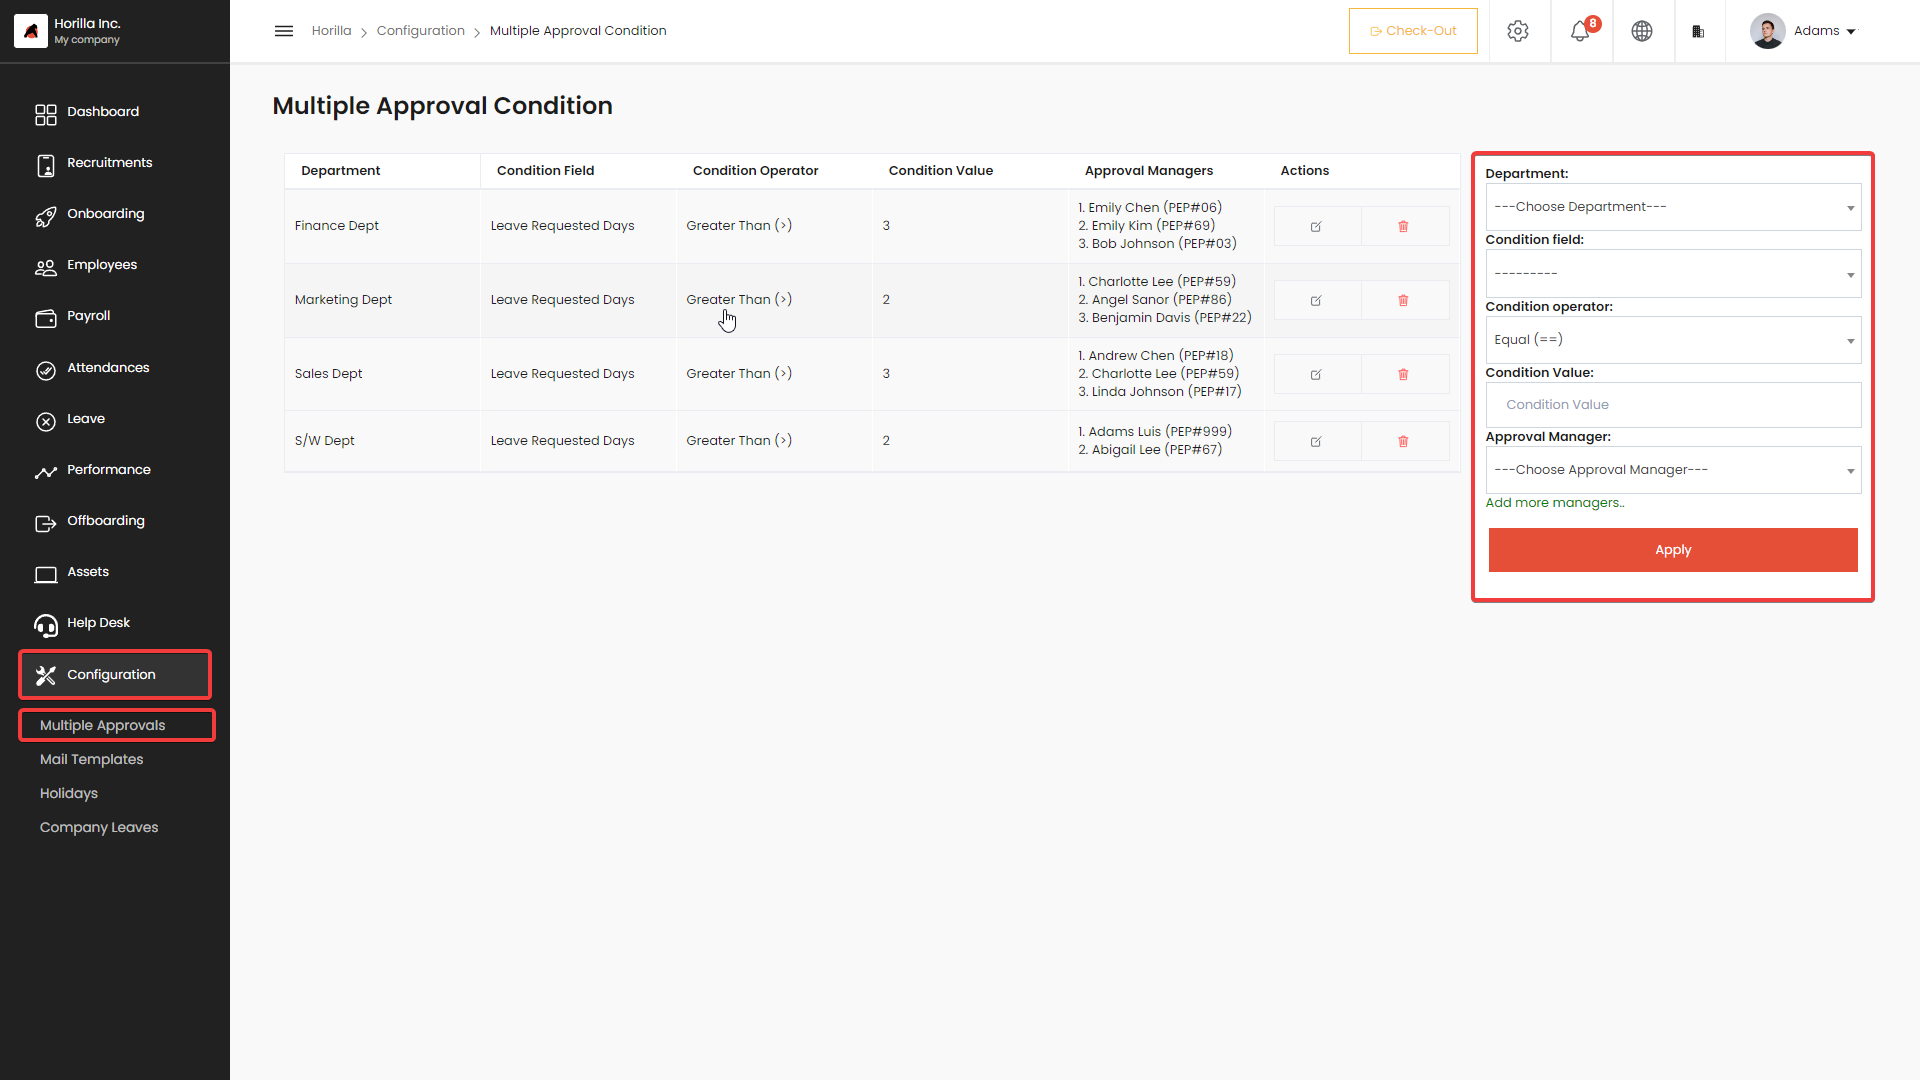 Horilla Inc.
My company
Dashboard
Recruitments
Onboarding
Employees
Payroll
Attendances
Leave
Performance
Offboarding
Assets
Help Desk
Configuration
Multiple Approvals
Mail Templates
Holidays
Company Leaves
Horilla > Configuration > Multiple Approval Condition
Check-Out
8
Adams
Multiple Approval Condition
Department Condition Field Condition Operator Condition Value Approval Managers Actions
Finance Dept Leave Requested Days Greater Than (>) 3
1. Emily Chen (PEP#06)
2. Emily Kim (PEP#69)
3. Bob Johnson (PEP#03)
Marketing Dept Leave Requested Days Greater Than (>) 2
1. Charlotte Lee (PEP#59)
2. Angel Sanor (PEP#86)
3. Benjamin Davis (PEP#22)
Sales Dept Leave Requested Days Greater Than (>) 3
1. Andrew Chen (PEP#18)
2. Charlotte Lee (PEP#59)
3. Linda Johnson (PEP#17)
S/W Dept Leave Requested Days Greater Than (>) 2
1. Adams Luis (PEP#999)
2. Abigail Lee (PEP#67)
Department:
---Choose Department---
Condition field:
---------
Condition operator:
Equal (==)
Condition Value:
Condition Value
Approval Manager:
---Choose Approval Manager---
Add more managers..
Apply